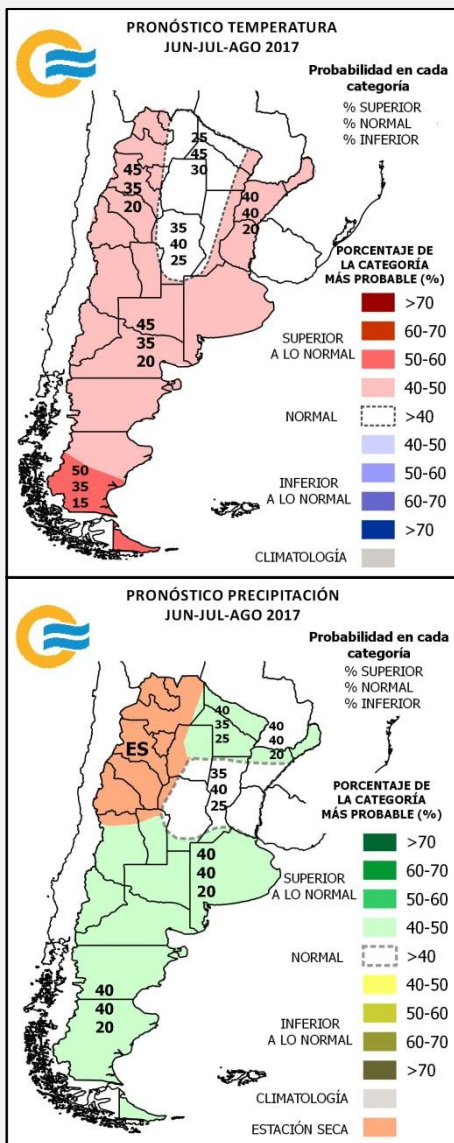 PRONÓSTICO TEMPERATURA
JUN-JUL-AGO 2017
Probabilidad en cada
categoría
% SUPERIOR
% NORMAL
% INFERIOR
25
45
30
45
35
20
40
40
20
35
40
25
45
35
20
50
35
15
PORCENTAJE DE
LA CATEGORÍA
MÁS PROBABLE (%)
>70
60-70
SUPERIOR
A LO NORMAL
50-60
40-50
NORMAL
>40
40-50
INFERIOR
A LO NORMAL
50-60
60-70
>70
CLIMATOLOGÍA
PRONÓSTICO PRECIPITACIÓN
JUN-JUL-AGO 2017
Probabilidad en cada
categoría
% SUPERIOR
% NORMAL
% INFERIOR
40
35
25
40
40
20
ES
35
40
25
40
40
20
40
40
20
PORCENTAJE DE
LA CATEGORÍA
MÁS PROBABLE (%)
>70
60-70
SUPERIOR
A LO NORMAL
50-60
40-50
NORMAL
>40
40-50
INFERIOR
A LO NORMAL
50-60
60-70
>70
CLIMATOLOGÍA
ESTACIÓN SECA